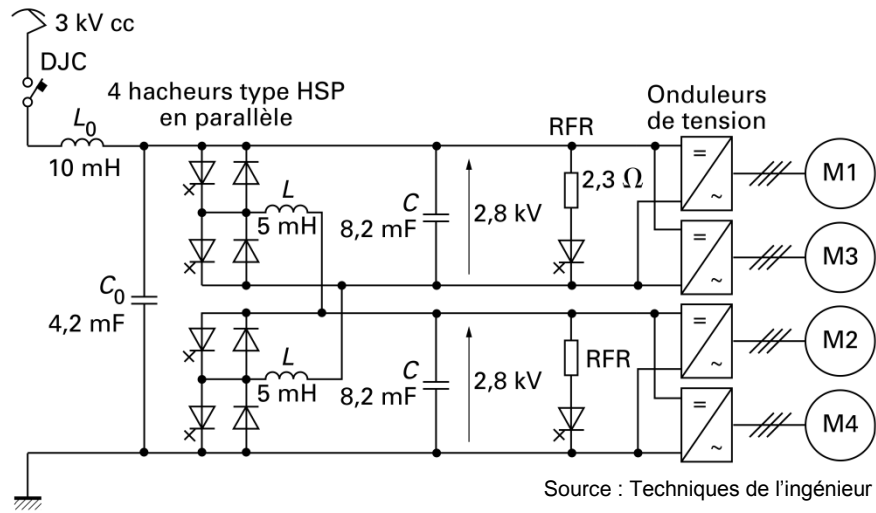 3 kV cc
DJC
4 hacheurs type HSP
en parallèle
Onduleurs
de tension
L0
10 mH
RFR
L
5 mH
C
8,2 mF
2,8 kV
2,3 Ω
=
~
M1
=
~
M3
C0
4,2 mF
L
5 mH
C
8,2 mF
2,8 kV
RFR
=
~
M2
=
~
M4
Source : Techniques de l'ingénieur